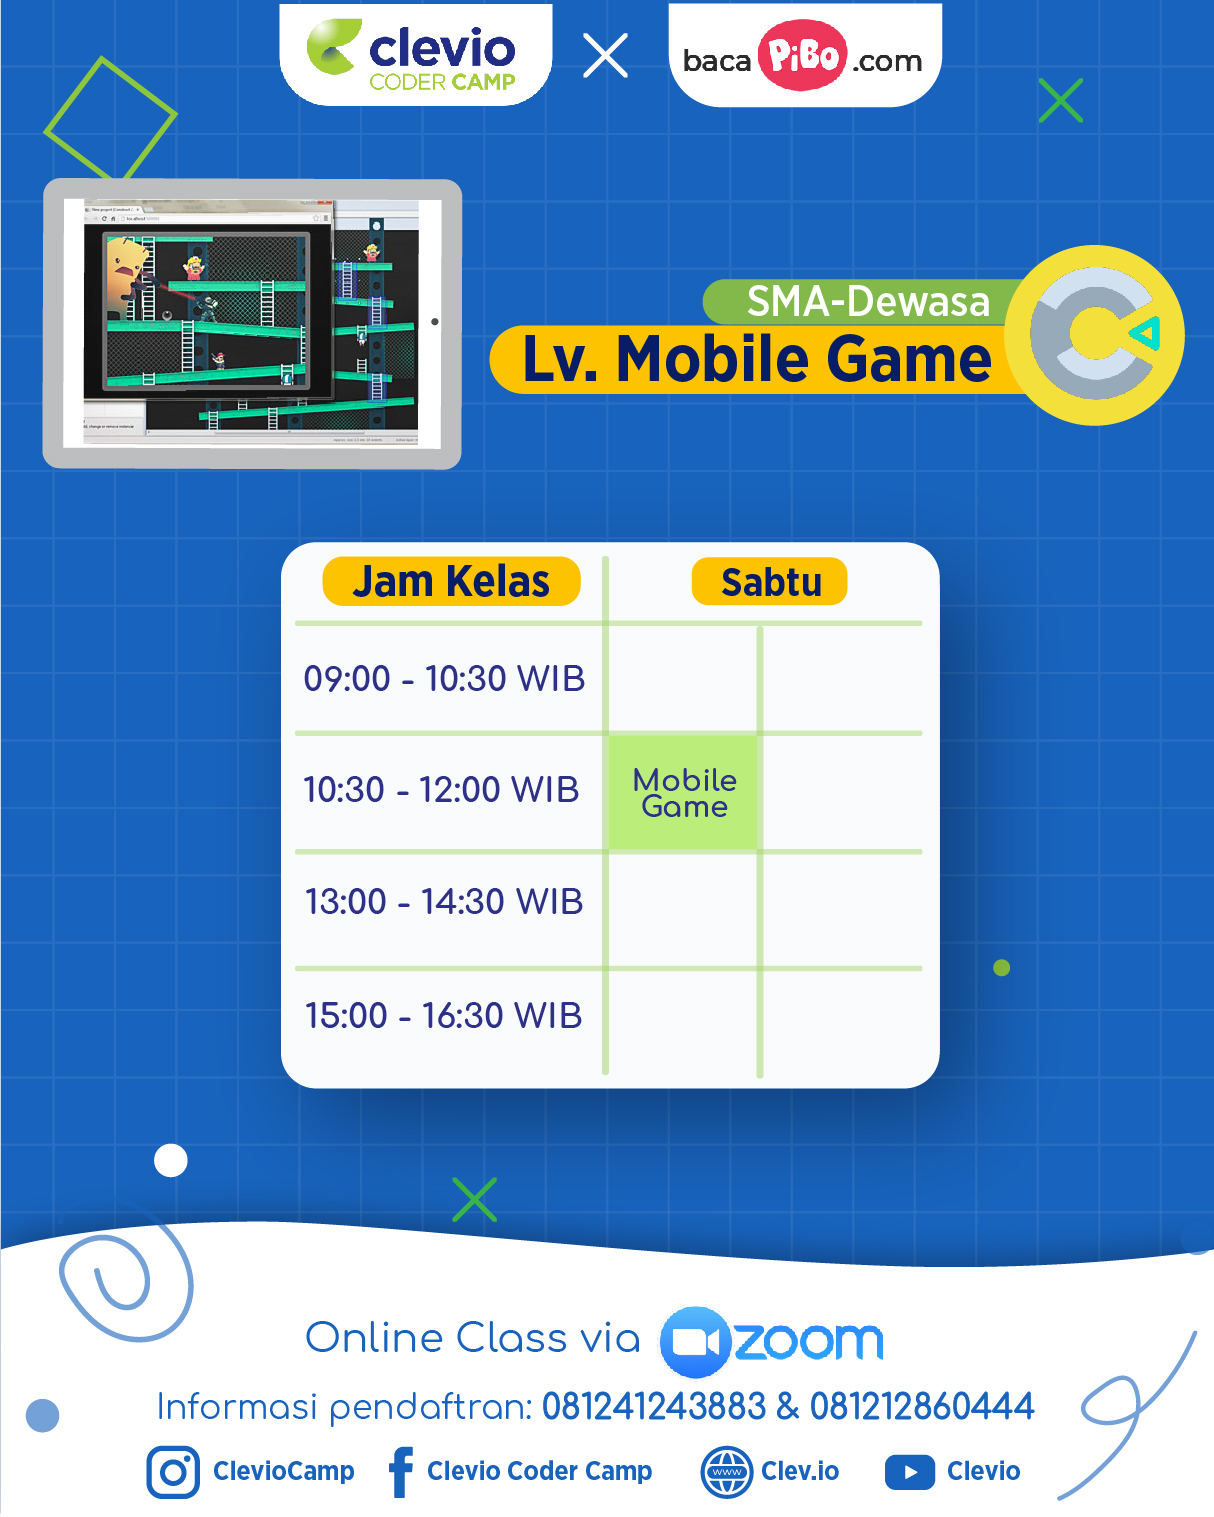 clevio
CODER CAMP
baca PiBo .com
SMA-Dewasa
Lv. Mobile Game
Jam Kelas
Sabtu
09:00 - 10:30 WIB
10:30 - 12:00 WIB
Mobile
Game
13:00 - 14:30 WIB
15:00 - 16:30 WIB
Online Class via zoom
Informasi pendaftran: 081241243883 & 081212860444
ClevioCamp
Clevio Coder Camp
www
Clev.io
Clevio